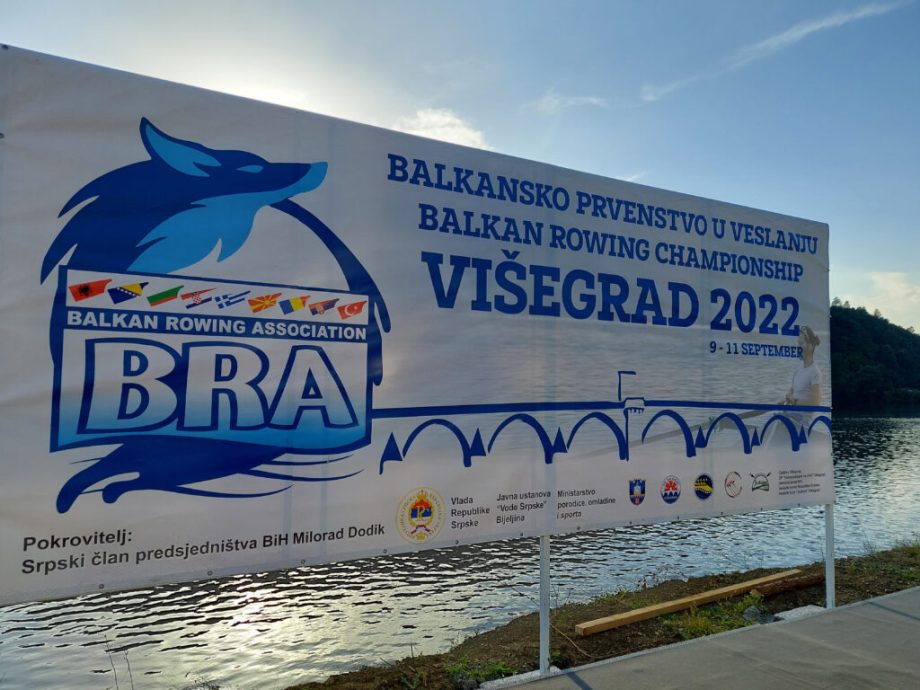 BALKANSKO PRVENSTVO U VESLANJU
BALKAN ROWING CHAMPIONSHIP
VIŠEGRAD 2022
9 - 11 SEPTEMBER
BALKAN ROWING ASSOCIATION
BRA
Pokrovitelj:
Srpski član predsjedništva BiH Milorad Dodik
Vlada
Republike
Srpske
Javna ustanova
"Vode Srpske"
Bijeljina
Ministarstvo
porodice, omladine
i sporta